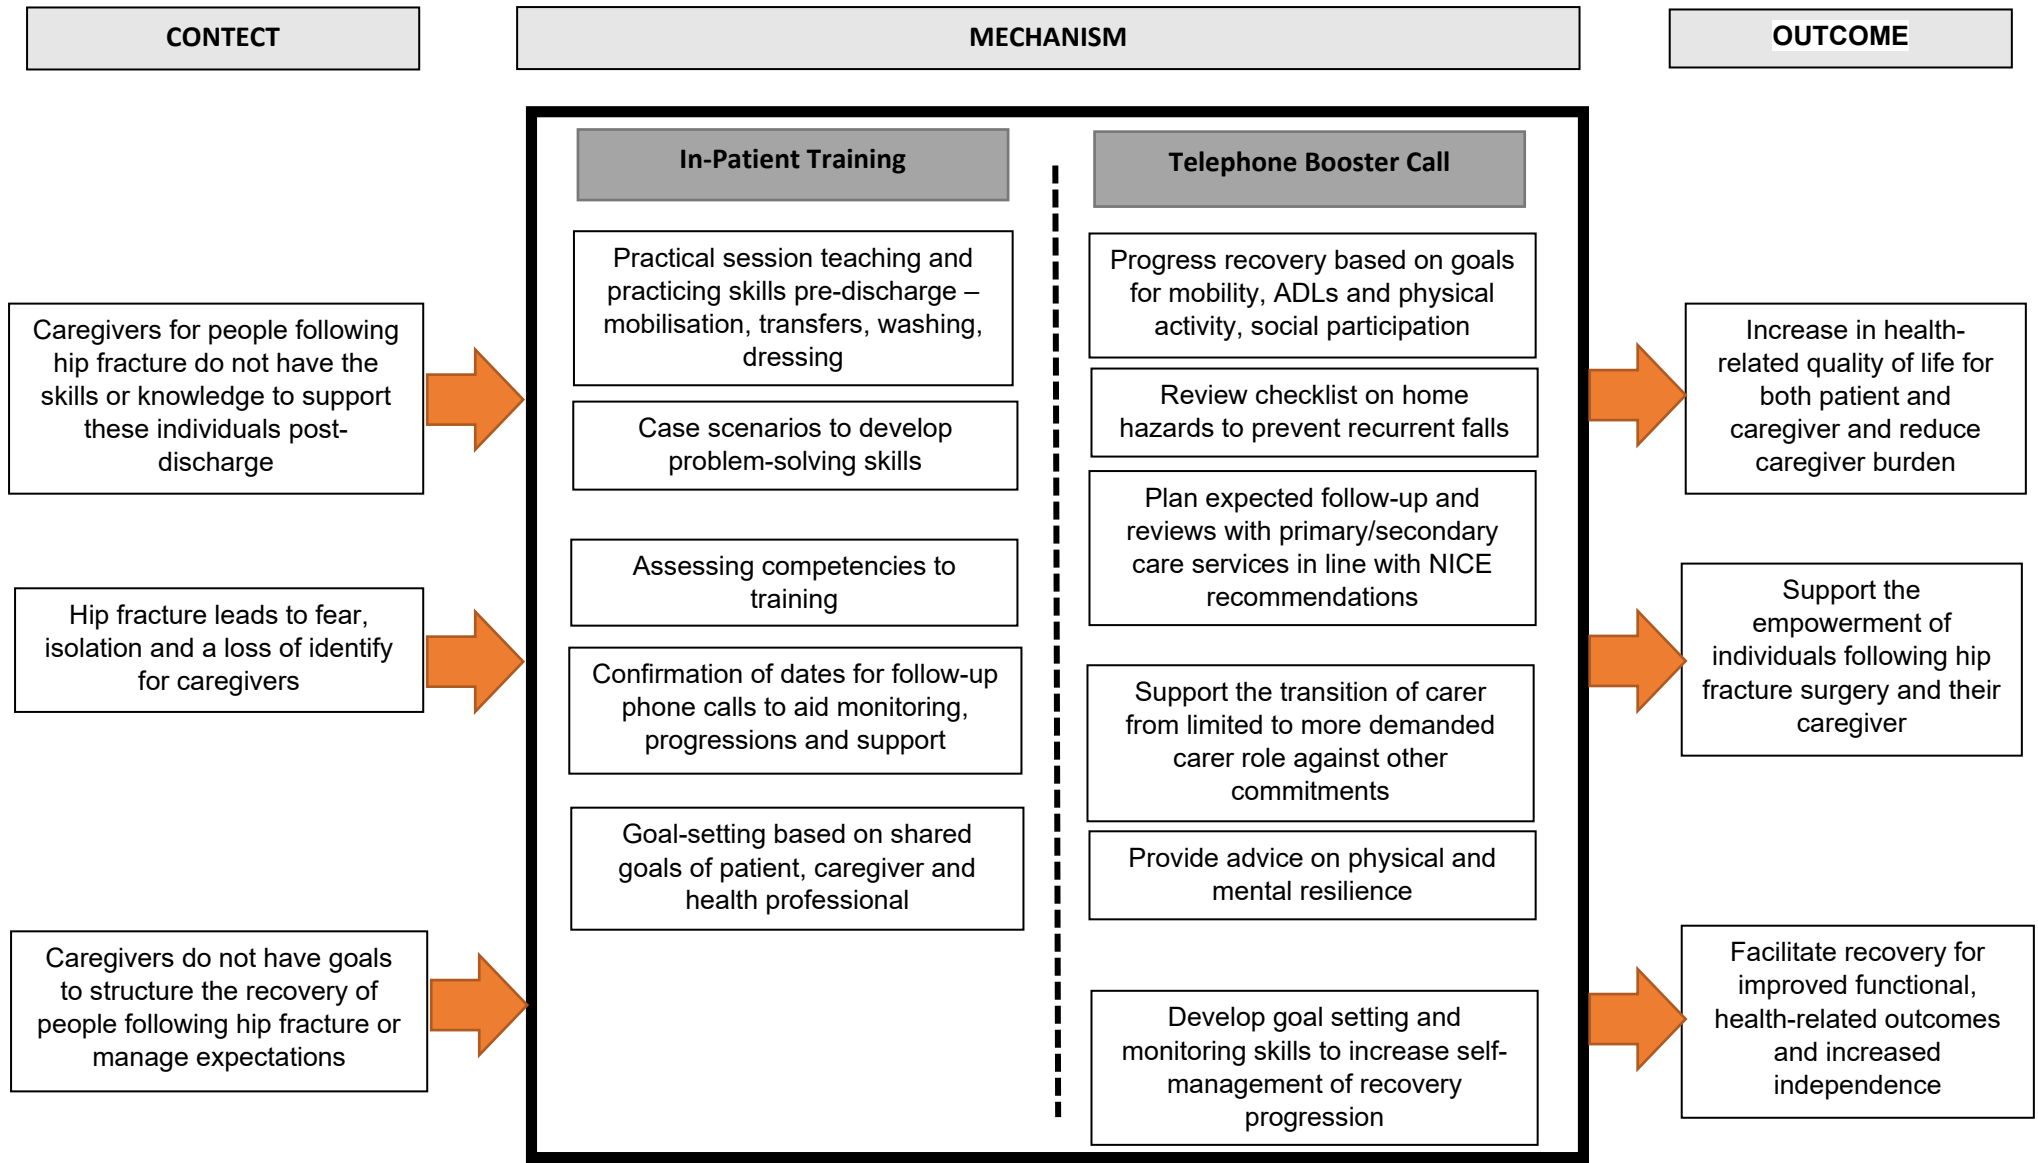 CONTECT
MECHANISM
OUTCOME
Caregivers for people following
hip fracture do not have the
skills or knowledge to support
these individuals post-
discharge
Hip fracture leads to fear,
isolation and a loss of identify
for caregivers
Caregivers do not have goals
to structure the recovery of
people following hip fracture or
manage expectations
In-Patient Training
Practical session teaching and
practicing skills pre-discharge –
mobilisation, transfers, washing,
dressing
Case scenarios to develop
problem-solving skills
Assessing competencies to
training
Confirmation of dates for follow-up
phone calls to aid monitoring,
progressions and support
Goal-setting based on shared
goals of patient, caregiver and
health professional
Telephone Booster Call
Progress recovery based on goals
for mobility, ADLs and physical
activity, social participation
Review checklist on home
hazards to prevent recurrent falls
Plan expected follow-up and
reviews with primary/secondary
care services in line with NICE
recommendations
Support the transition of carer
from limited to more demanded
carer role against other
commitments
Provide advice on physical and
mental resilience
Develop goal setting and
monitoring skills to increase self-
management of recovery
progression
Increase in health-
related quality of life for
both patient and
caregiver and reduce
caregiver burden
Support the
empowerment of
individuals following hip
fracture surgery and their
caregiver
Facilitate recovery for
improved functional,
health-related outcomes
and increased
independence